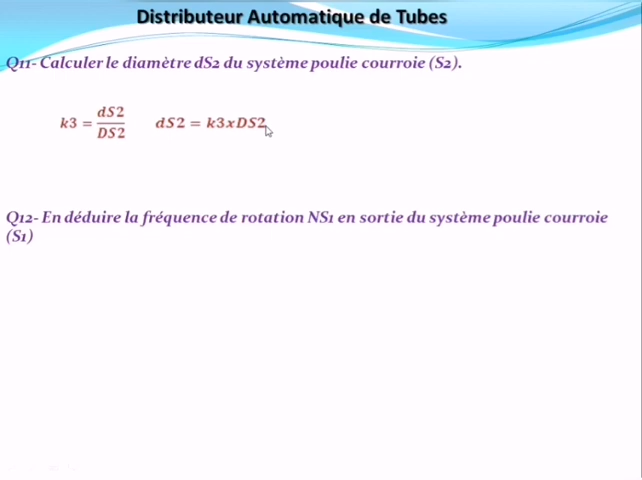 Distributeur Automatique de Tubes
Q11- Calculer le diamètre dS2 du système poulie courroie (S2).
k3 = dS2/DS2 dS2 = k3xDS2
Q12- En déduire la fréquence de rotation NS1 en sortie du système poulie courroie
(S1)